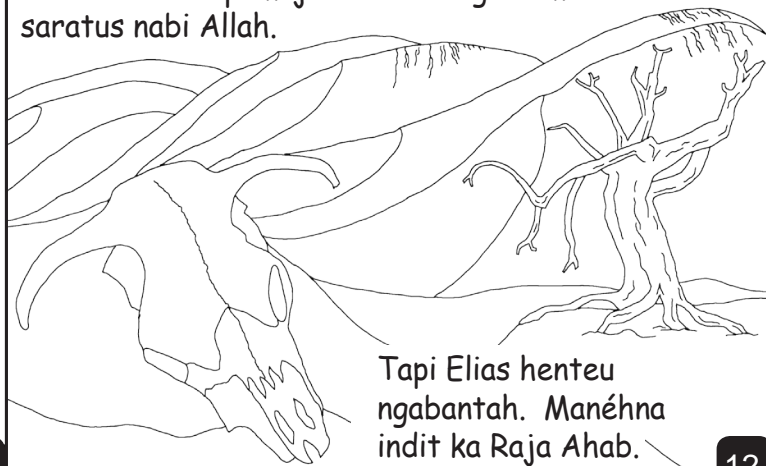 saratus nabi Allah.
Tapi Elias henteu
ngabantah. Manéhna
indit ka Raja Ahab.
12